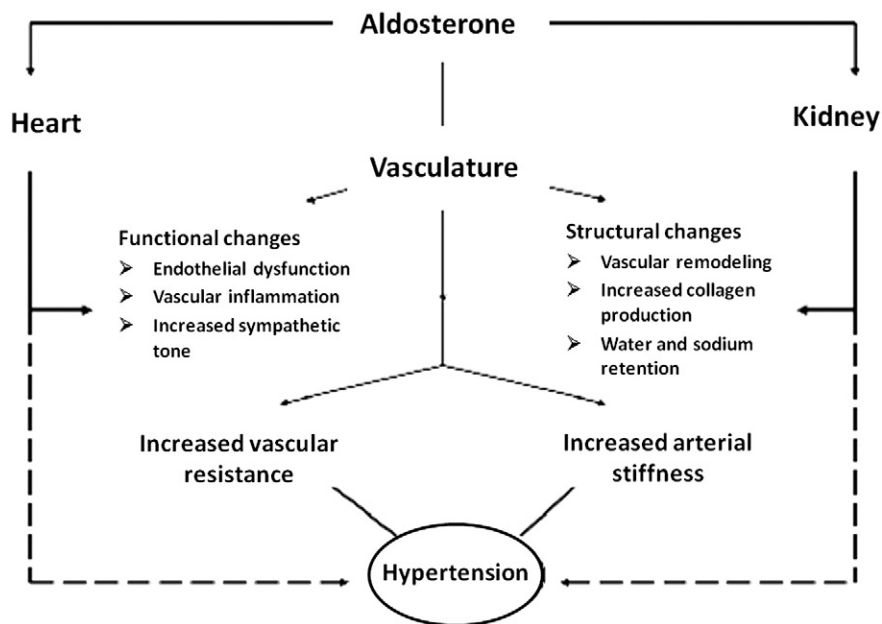 Aldosterone
Heart
Kidney
Vasculature
Functional changes
➢ Endothelial dysfunction
➢ Vascular inflammation
➢ Increased sympathetic
tone
Structural changes
➢ Vascular remodeling
➢ Increased collagen
production
➢ Water and sodium
retention
Increased vascular
resistance
Increased arterial
stiffness
Hypertension